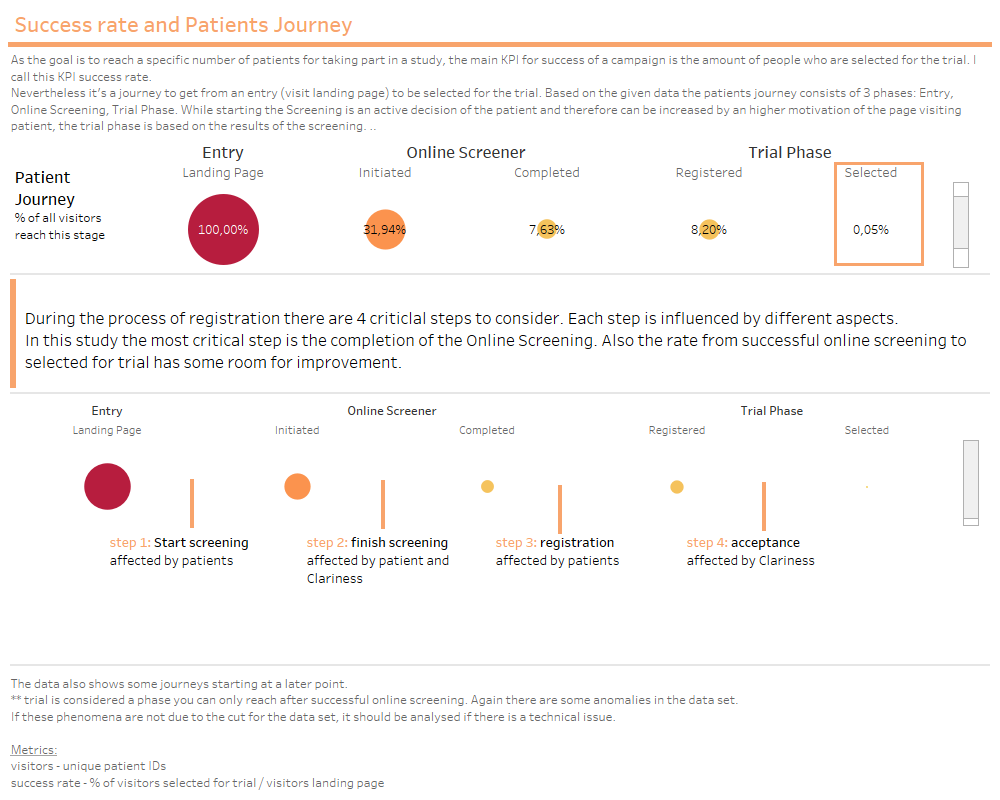 Success rate and Patients Journey
As the goal is to reach a specific number of patients for taking part in a study, the main KPI for success of a campaign is the amount of people who are selected for the trial. I
call this KPI success rate.
Nevertheless it's a journey to get from an entry (visit landing page) to be selected for the trial. Based on the given data the patients journey consists of 3 phases: Entry,
Online Screening, Trial Phase. While starting the Screening is an active decision of the patient and therefore can be increased by an higher motivation of the page visiting
patient, the trial phase is based on the results of the screening. ..
Entry Online Screener Trial Phase
Landing Page Initiated Completed Registered Selected
Patient
Journey
% of all visitors
reach this stage
100,00% 31,94% 7,63% 8,20% 0,05%
During the process of registration there are 4 criticlal steps to consider. Each step is influenced by different aspects.
In this study the most critical step is the completion of the Online Screening. Also the rate from successful online screening to
selected for trial has some room for improvement.
Entry Online Screener Trial Phase
Landing Page Initiated Completed Registered Selected
step 1: Start screening
affected by patients
step 2: finish screening
affected by patient and
Clariness
step 3: registration
affected by patients
step 4: acceptance
affected by Clariness
The data also shows some journeys starting at a later point.
** trial is considered a phase you can only reach after successful online screening. Again there are some anomalies in the data set.
If these phenomena are not due to the cut for the data set, it should be analysed if there is a technical issue.
Metrics:
visitors - unique patient IDs
success rate - % of visitors selected for trial / visitors landing page